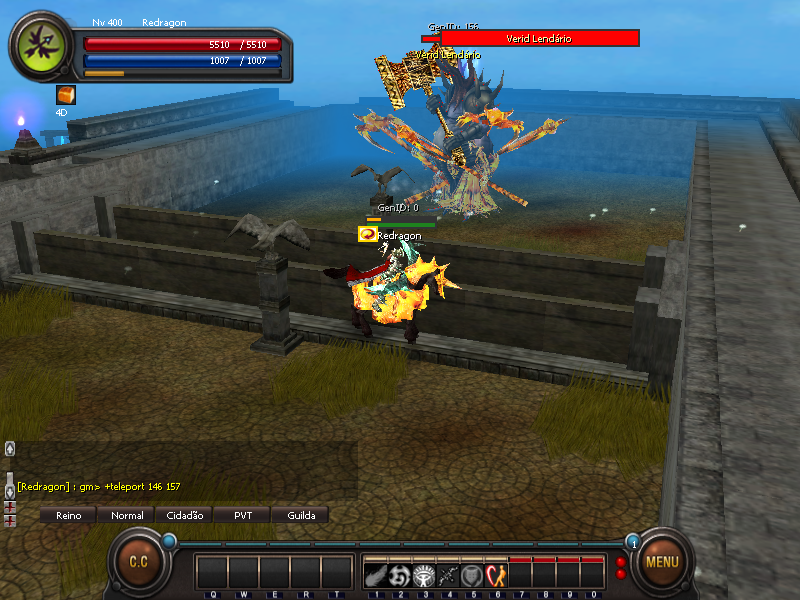 Nv 400 Redragon
5510 / 5510
1007 / 1007
4D
GenID: 156
Verid Lendário
Verid Lendário
GenID: 0
Redragon
[Redragon] : gm> +teleport 146 157
Reino Normal Cidadão PVT Guilda
C.C
1
MENU
Q W E R T 1 2 3 4 5 6 7 8 9 0